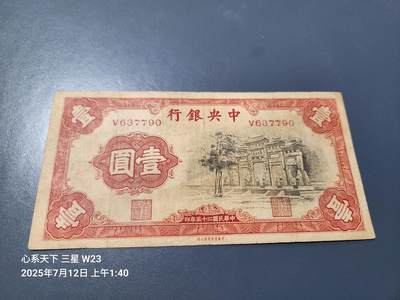 壹
壹
中央銀行
V637790
V637790
壹圓
壹
壹
中華民國二十五年印
心系天下 三星 W23
2025年7月12日 上午1:40